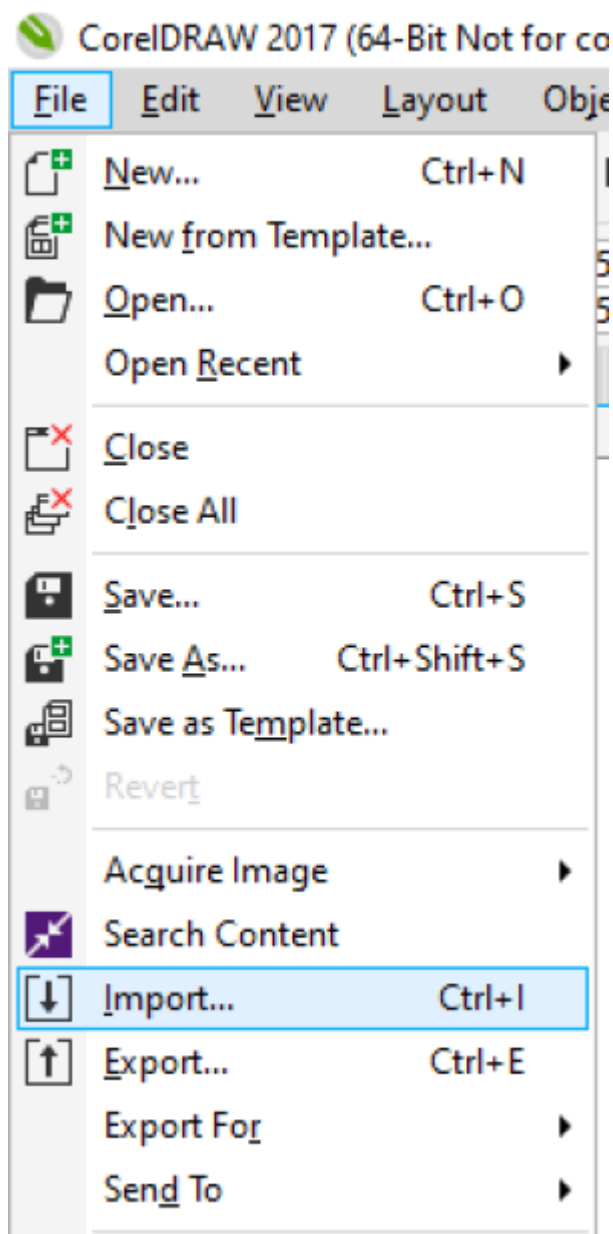 CorelDRAW 2017 (64-Bit Not for co
File Edit View Layout Obje
New... Ctrl+N
New from Template...
Open... Ctrl+O
Open Recent
Close
Close All
Save... Ctrl+S
Save As... Ctrl+Shift+S
Save as Template...
Revert
Acquire Image
Search Content
Import... Ctrl+I
Export... Ctrl+E
Export For
Send To